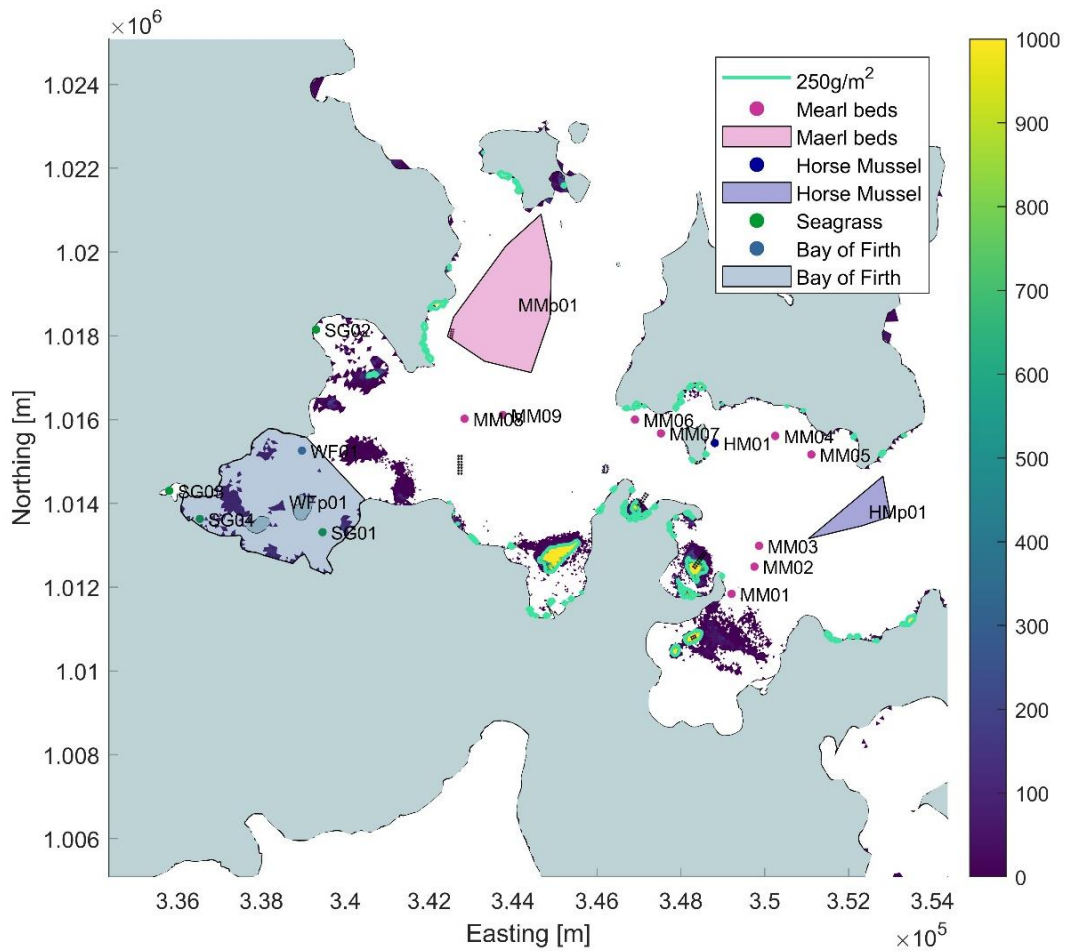 ×10⁶
1.024
1.022
1.02
1.018
1.016
1.014
1.012
1.01
1.008
1.006
Northing [m]
250g/m²
Mearl beds
Maerl beds
Horse Mussel
Horse Mussel
Seagrass
Bay of Firth
Bay of Firth
MMp01
SG02
MM08
MM09
MM06
MM07
HM01
MM04
MM05
WF01
SG03
WFp01
SG04
SG01
HMp01
MM03
MM02
MM01
3.36
3.38
3.4
3.42
3.44
3.46
3.48
3.5
3.52
3.54
×10⁵
Easting [m]
1000
900
800
700
600
500
400
300
200
100
0